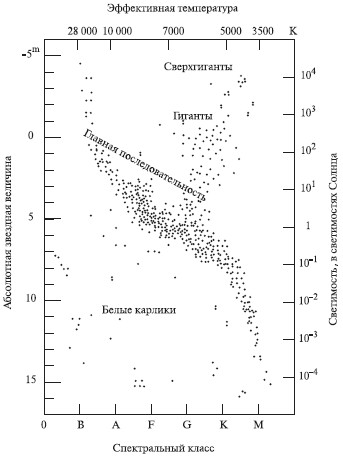 Эффективная температура
28 000 10 000 7000 5000 3500 K
-5m
Сверхгиганты
10⁴
Гиганты
10³
0
Главная последовательность
10²
10¹
5
1
10⁻¹
10
Белые карлики
10⁻²
10⁻³
15
10⁻⁴
0 B A F G K M
Спектральный класс
Абсолютная звездная величина
Светимость, в светимостях Солнца